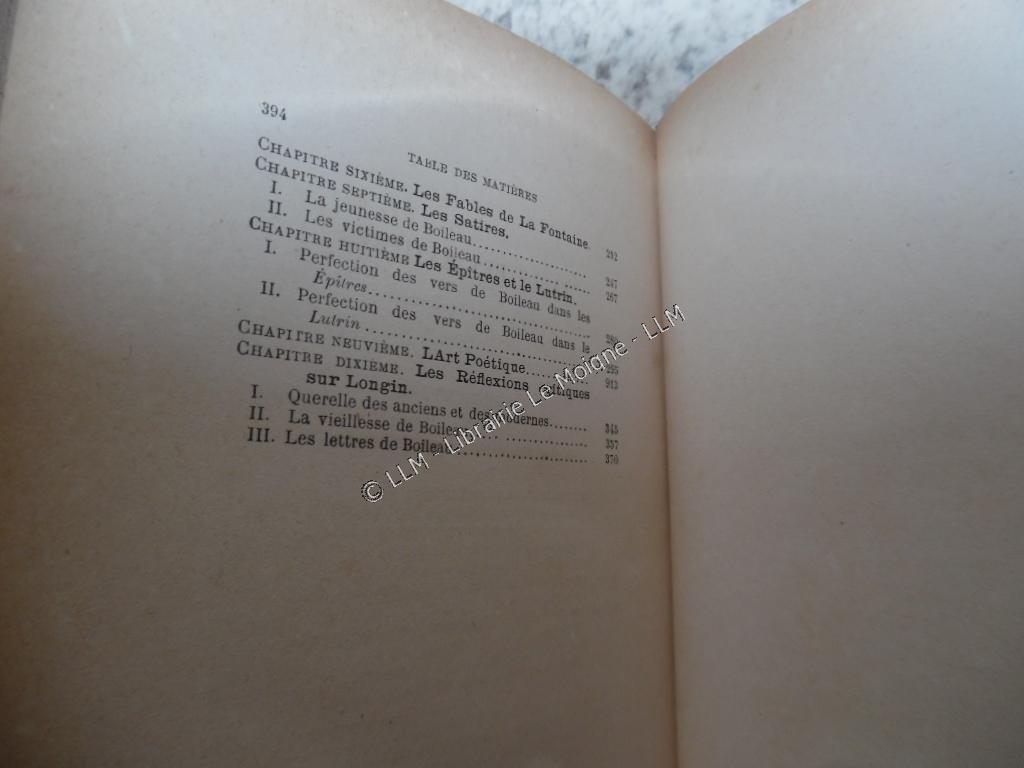 394
TABLE DES MATIÈRES
CHAPITRE SIXIÈME. Les Fables de La Fontaine.
CHAPITRE SEPTIÈME. Les Satires.
I. La jeunesse de Boileau.................... 247
II. Les victimes de Boileau ............. ...... 267
CHAPITRE HUITIÈME Les Épîtres et le Lutrin.
I. Perfection des vers de Boileau dans les
Épîtres....................................
II. Perfection des vers de Boileau dans le
Lutrin ....................................
CHAPITRE NEUVIÈME. LArt Poétique..........
CHAPITRE DIXIÈME. Les Réflexions critiques 913
sur Longin.
I. Querelle des anciens et des modernes....... 345
II. La vieillesse de Boileau .... ............... 357
III. Les lettres de Boileau...................... 370
© LLM - Librairie Le Moigne - LLM